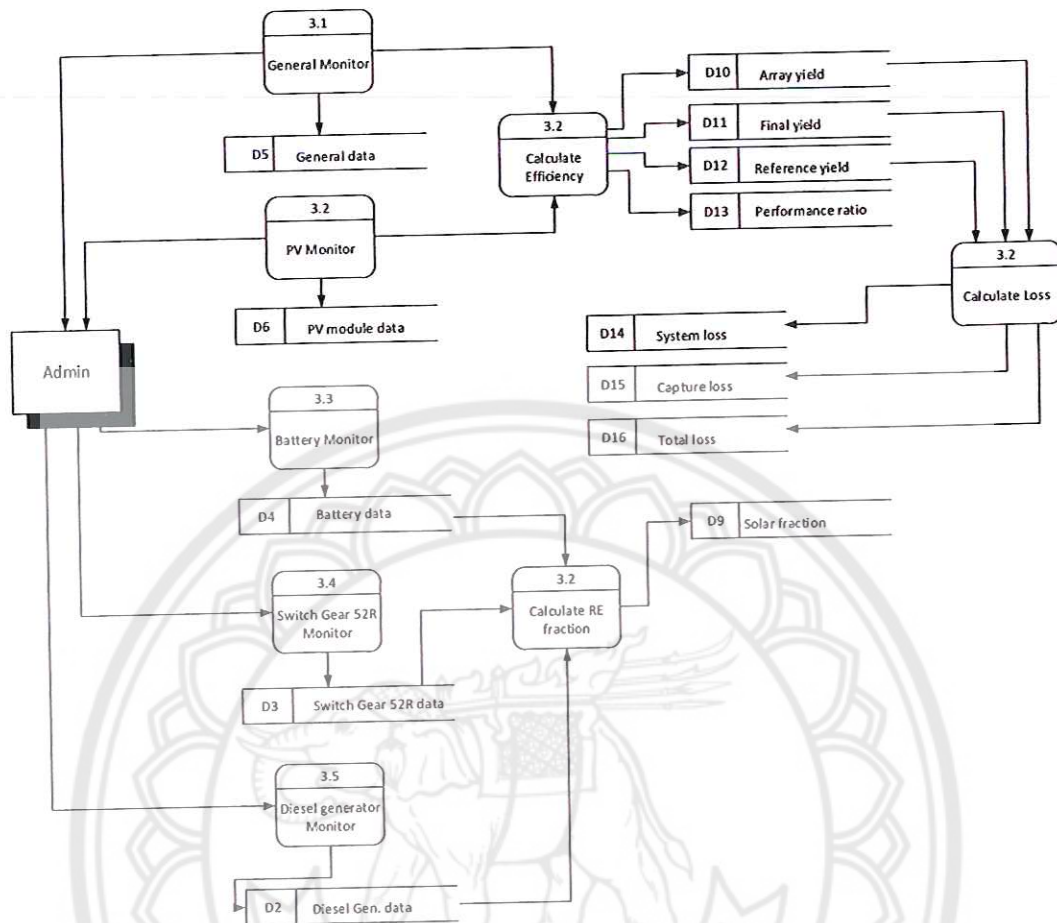 3.1
General Monitor
D5 General data
3.2
PV Monitor
D6 PV module data
3.2
Calculate
Efficiency
D10 Array yield
D11 Final yield
D12 Reference yield
D13 Performance ratio
3.2
Calculate Loss
D14 System loss
D15 Capture loss
D16 Total loss
Admin
3.3
Battery Monitor
D4 Battery data
3.4
Switch Gear 52R
Monitor
D3 Switch Gear 52R data
3.2
Calculate RE
fraction
D9 Solar fraction
3.5
Diesel generator
Monitor
D2 Diesel Gen. data